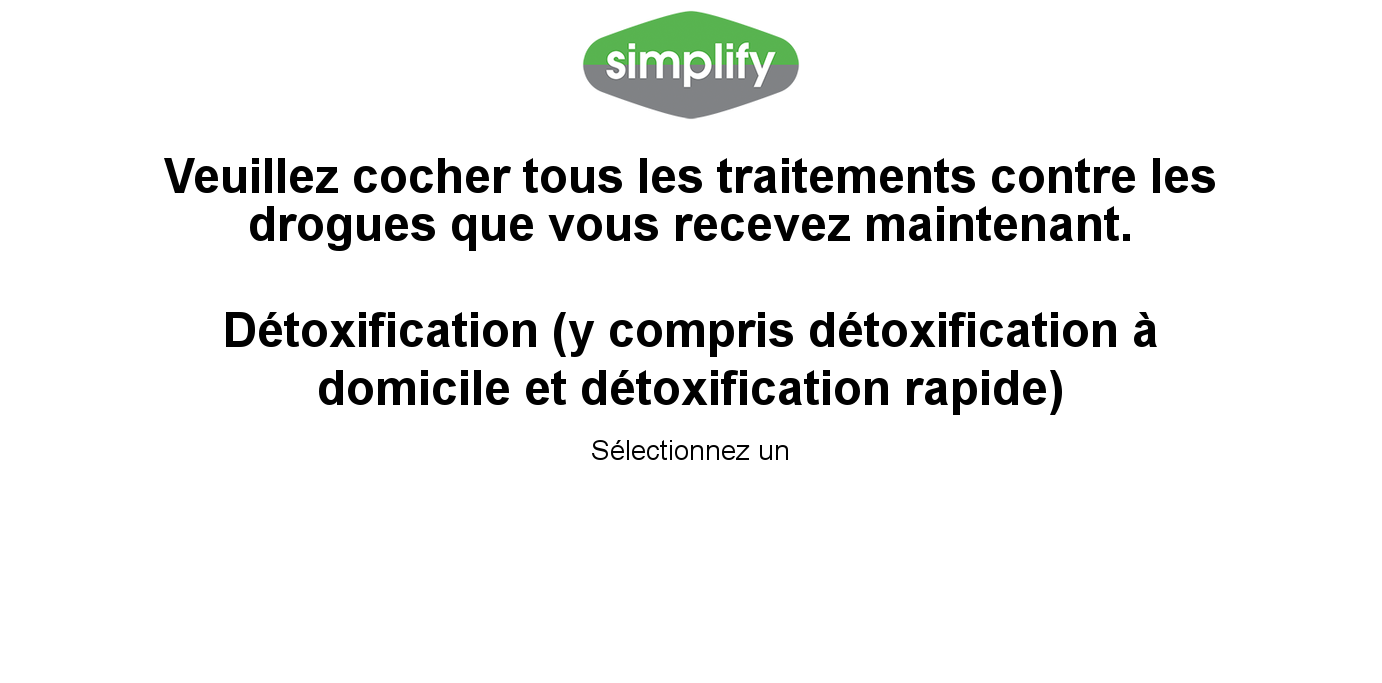 simplify
Veuillez cocher tous les traitements contre les
drogues que vous recevez maintenant.
Détoxification (y compris détoxification à
domicile et détoxification rapide)
Sélectionnez un